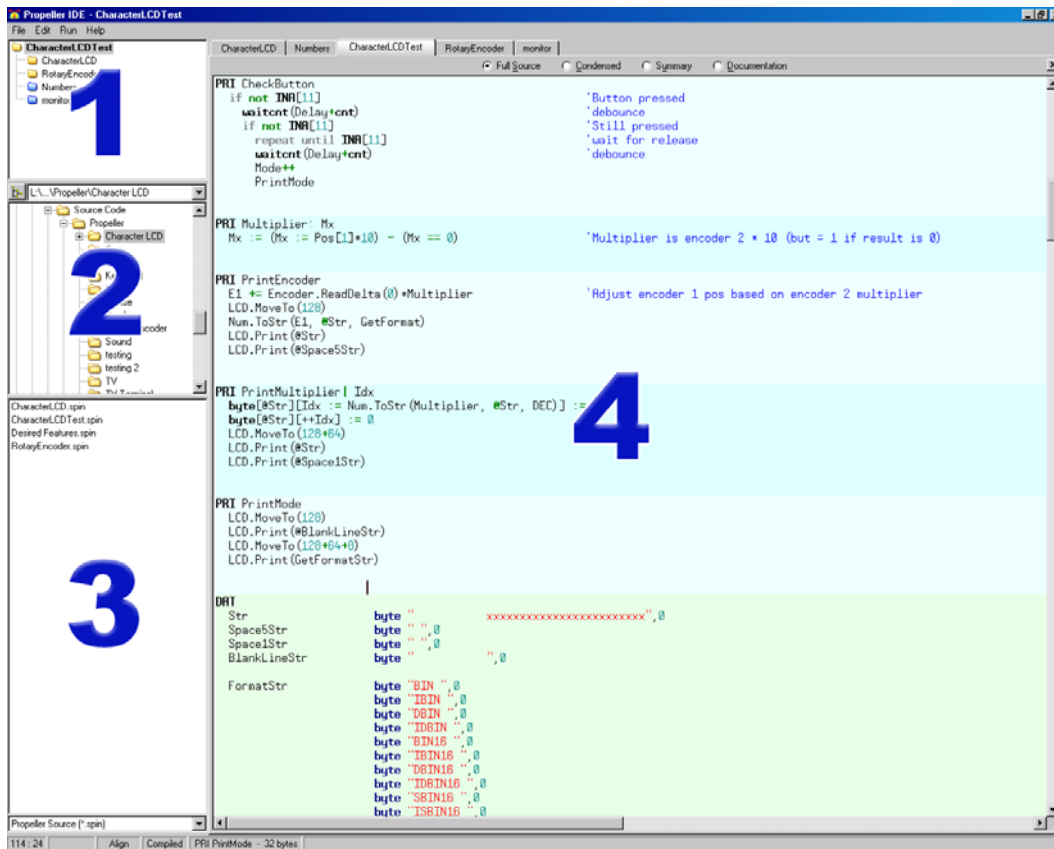 Propeller IDE - CharacterLCDTest
File Edit Run Help
CharacterLCDTest
CharacterLCD
RotaryEncod
Numbe
monito
1
L:\...\Propeller\Character LCD
Source Code
Propeller
Character LCD
2
coder
Sound
testing
testing 2
TV
TV Terminal
CharacterLCD.spin
CharacterLCDTest.spin
Desired Features.spin
RotaryEncoder.spin
3
Propeller Source (*.spin)
CharacterLCD Numbers CharacterLCDTest RotaryEncoder monitor
Full Source Condensed Summary Documentation
PRI CheckButton
if not INA[11] 'Button pressed
waitcnt(Delay+cnt) 'debounce
if not INA[11] 'Still pressed
repeat until INA[11] 'wait for release
waitcnt(Delay+cnt) 'debounce
Mode++
PrintMode
PRI Multiplier: Mx
Mx := (Mx := Pos[1]*10) - (Mx == 0) 'Multiplier is encoder 2 * 10 (but = 1 if result is 0)
PRI PrintEncoder
E1 += Encoder.ReadDelta(0)*Multiplier 'Adjust encoder 1 pos based on encoder 2 multiplier
LCD.MoveTo(128)
Num.ToStr(E1, @Str, GetFormat)
LCD.Print(@Str)
LCD.Print(@Space5Str)
PRI PrintMultiplier| Idx
byte[@Str][Idx := Num.ToStr(Multiplier, @Str, DEC)] :=
byte[@Str][++Idx] := 0
LCD.MoveTo(128+64)
LCD.Print(@Str)
LCD.Print(@Space1Str)
4
PRI PrintMode
LCD.MoveTo(128)
LCD.Print(@BlankLineStr)
LCD.MoveTo(128+64+8)
LCD.Print(GetFormatStr)
DAT
Str byte " xxxxxxxxxxxxxxxxxxxxxxxx",0
Space5Str byte " ",0
Space1Str byte " ",0
BlankLineStr byte " ",0
FormatStr byte "BIN ",0
byte "IBIN ",0
byte "DBIN ",0
byte "IDBIN ",0
byte "BIN16 ",0
byte "IBIN16 ",0
byte "DBIN16 ",0
byte "IDBIN16 ",0
byte "SBIN16 ",0
byte "ISBIN16 ",0
114 : 24 Align Compiled PRI PrintMode - 32 bytes